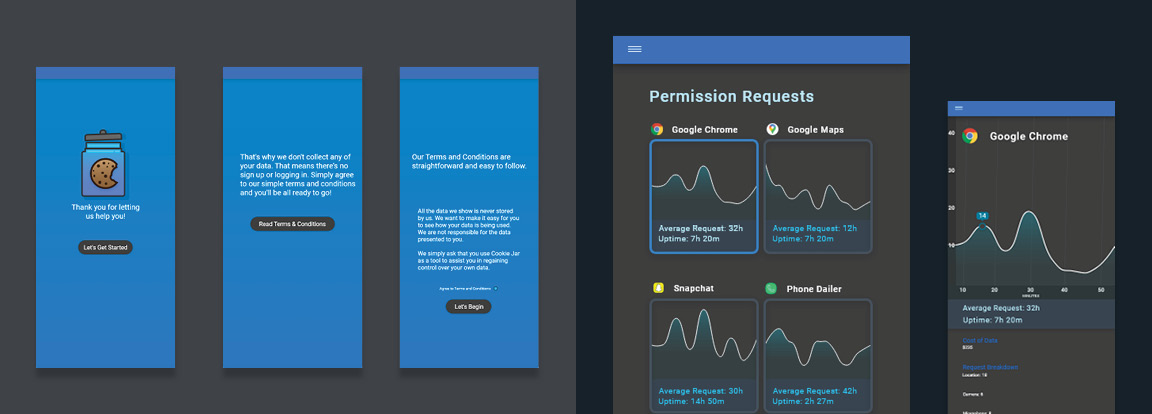 Thank you for letting
us help you!
Let's Get Started
That's why we don't collect any of
your data. That means there's no
sign up or logging in. Simply agree
to our simple terms and conditions
and you'll be all ready to go!
Read Terms & Conditions
Our Terms and Conditions are
straightforward and easy to follow.
All the data we show is never stored
by us. We want to make it easy for you
to see how your data is being used.
We are not responsible for the data
presented to you.
We simply ask that you use Cookie Jar
as a tool to assist you in regaining
control over your own data.
Agree to Terms and Conditions
Let's Begin
Permission Requests
Google Chrome
Average Request: 32h
Uptime: 7h 20m
Google Maps
Average Request: 12h
Uptime: 7h 20m
Snapchat
Average Request: 30h
Uptime: 14h 50m
Phone Dailer
Average Request: 42h
Uptime: 2h 27m
Google Chrome
40
30
20
10
14
10 20 30 40 50
MINUTES
Average Request: 32h
Uptime: 7h 20m
Cost of Data
Request Breakdown
Location: 16